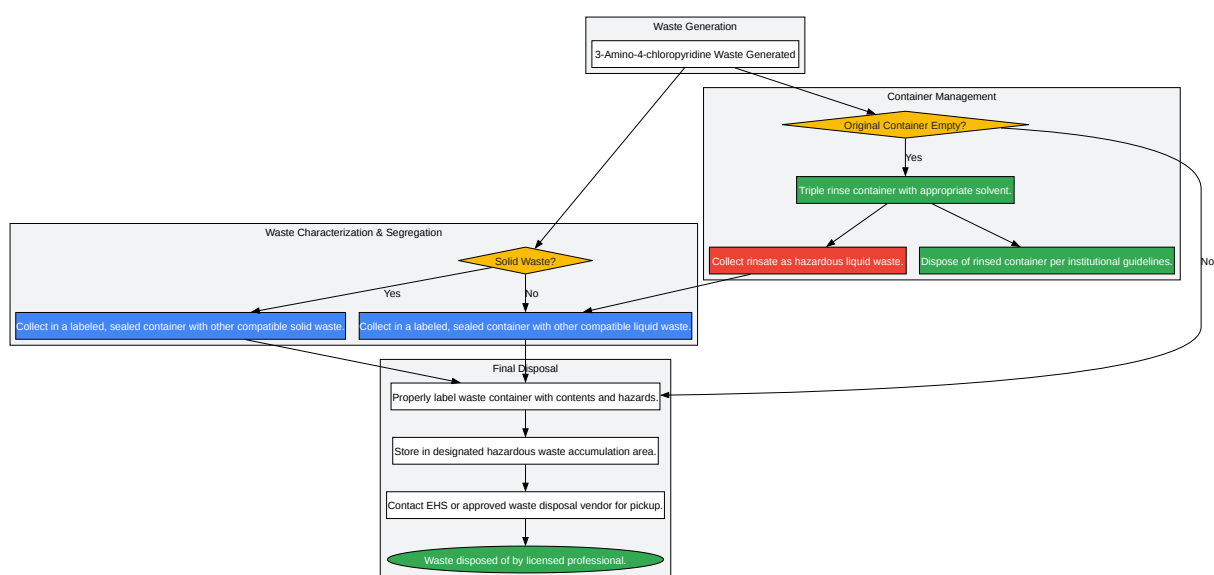 Waste Generation
3-Amino-4-chloropyridine Waste Generated
Container Management
Original Container Empty?
Yes
Triple rinse container with appropriate solvent.
Collect rinsate as hazardous liquid waste.
Dispose of rinsed container per institutional guidelines.
No
Waste Characterization & Segregation
Solid Waste?
Yes
No
Collect in a labeled, sealed container with other compatible solid waste.
Collect in a labeled, sealed container with other compatible liquid waste.
Final Disposal
Properly label waste container with contents and hazards.
Store in designated hazardous waste accumulation area.
Contact EHS or approved waste disposal vendor for pickup.
Waste disposed of by licensed professional.